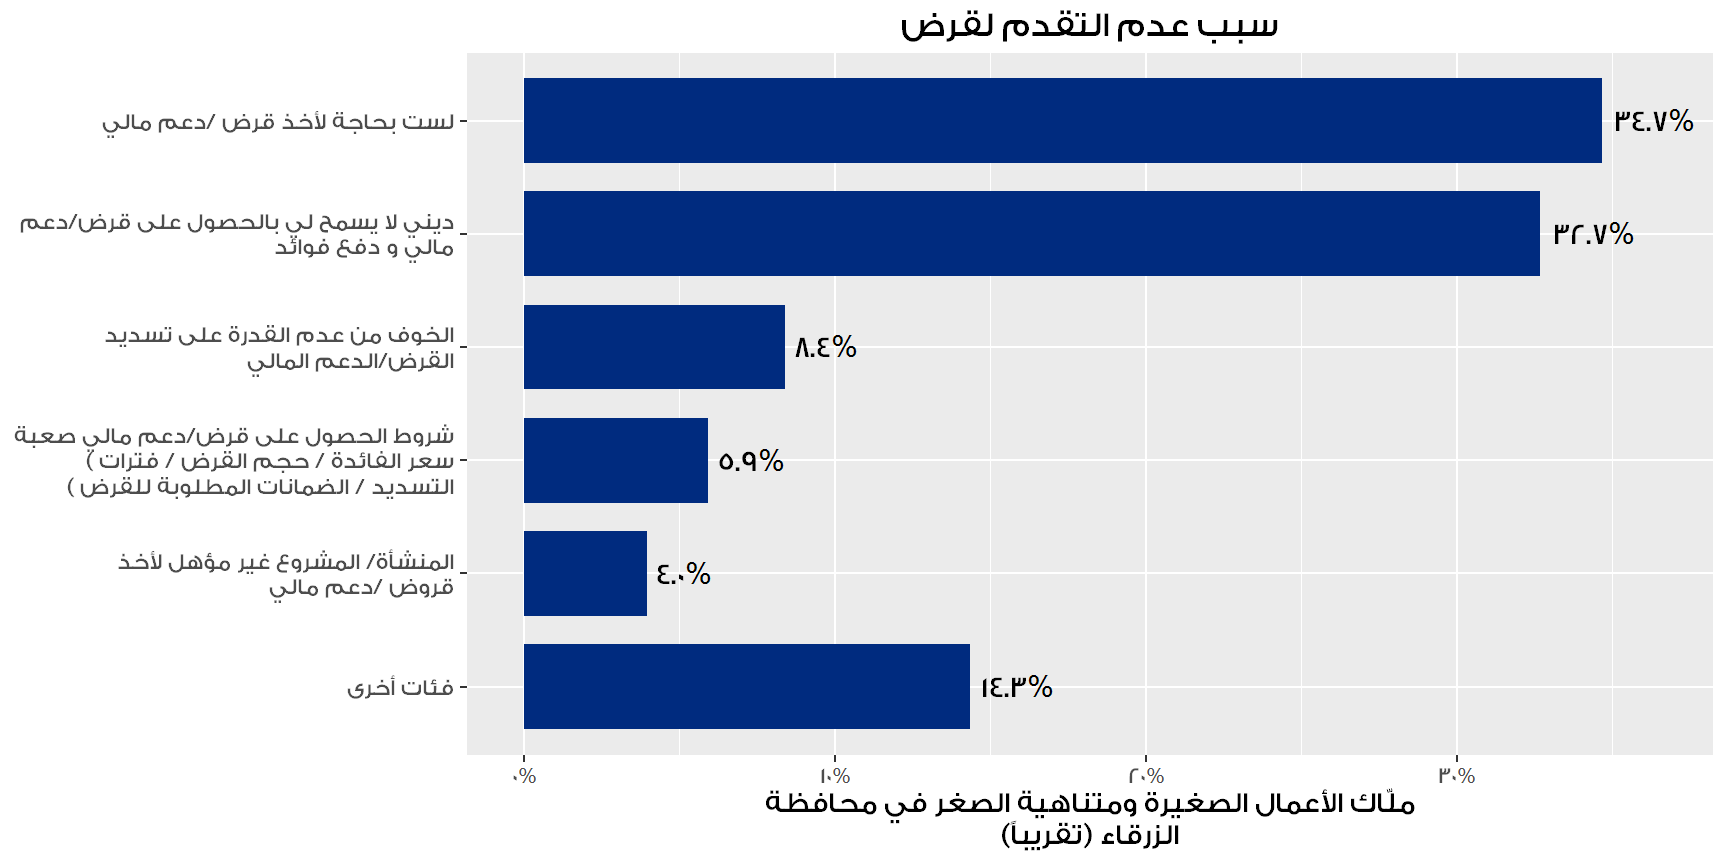 سبب عدم التقدم لقرض
لست بحاجة لأخذ قرض /دعم مالي
٣٤.٧%
ديني لا يسمح لي بالحصول على قرض/دعم
مالي و دفع فوائد
٣٢.٧%
الخوف من عدم القدرة على تسديد
القرض/الدعم المالي
٨.٤%
شروط الحصول على قرض/دعم مالي صعبة
سعر الفائدة / حجم القرض / فترات )
التسديد / الضمانات المطلوبة للقرض )
٥.٩%
المنشأة/ المشروع غير مؤهل لأخذ
قروض /دعم مالي
٤.٠%
فئات أخرى
١٤.٣%
٠%
١٠%
٢٠%
٣٠%
ملّاك الأعمال الصغيرة ومتناهية الصغر في محافظة
الزرقاء (تقريباً)